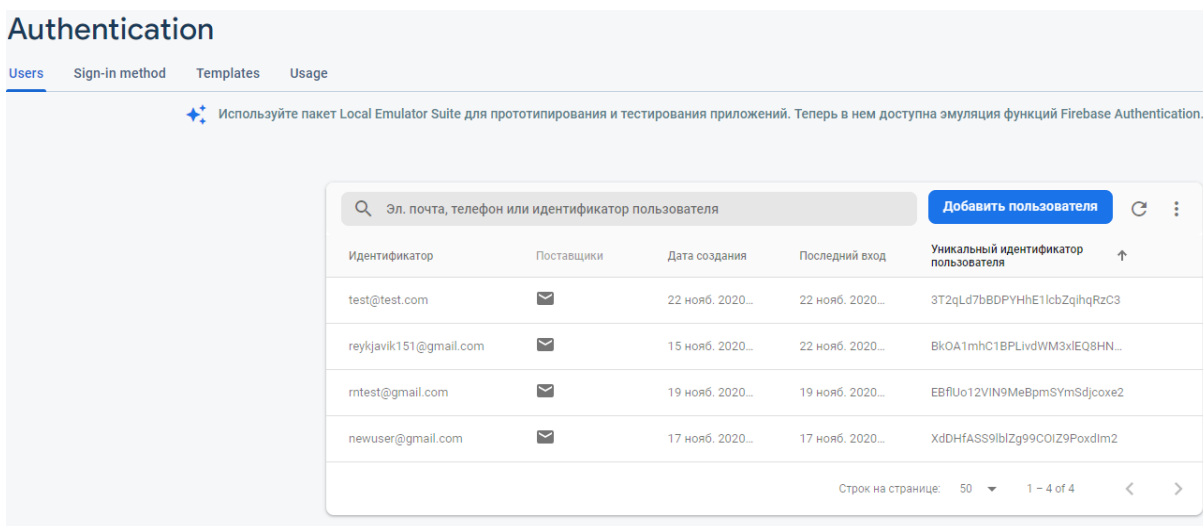 Authentication
Users Sign-in method Templates Usage
Используйте пакет Local Emulator Suite для прототипирования и тестирования приложений. Теперь в нем доступна эмуляция функций Firebase Authentication.
Эл. почта, телефон или идентификатор пользователя Добавить пользователя
Идентификатор Поставщики Дата создания Последний вход Уникальный идентификатор
пользователя
test@test.com 22 нояб. 2020... 22 нояб. 2020... 3T2qLd7bBDPYHhE1lcbZqihqRzC3
reykjavik151@gmail.com 15 нояб. 2020... 22 нояб. 2020... BkOA1mhC1BPLivdWM3xlEQ8HN...
rntest@gmail.com 19 нояб. 2020... 19 нояб. 2020... EBflUo12VIN9MeBpmSYmSdjcoxe2
newuser@gmail.com 17 нояб. 2020... 17 нояб. 2020... XdDHfASS9lblZg99COIZ9PoxdIm2
Строк на странице: 50 1 – 4 of 4